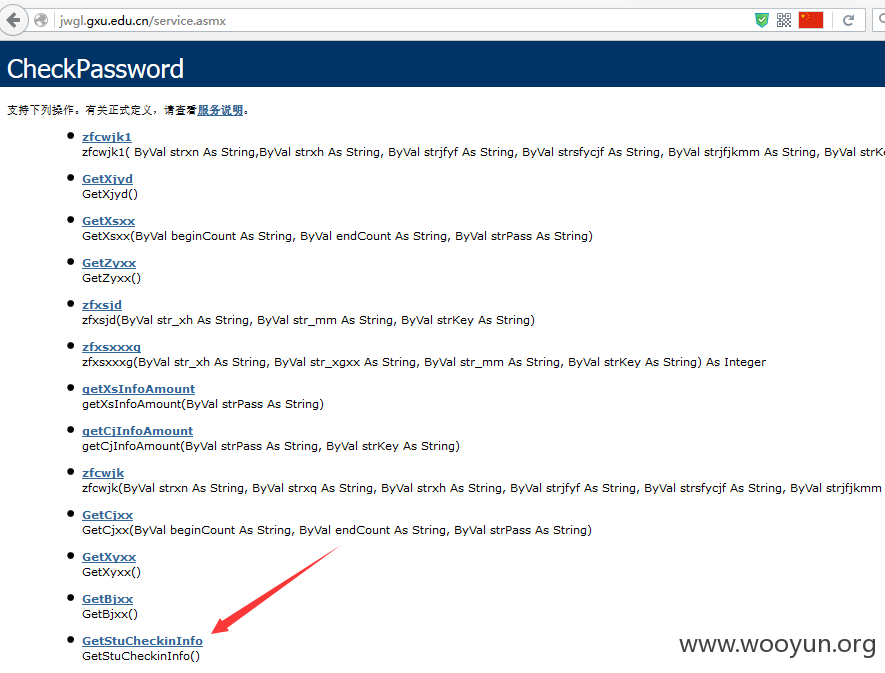 jwgl.gxu.edu.cn/service.asmx
CheckPassword
支持下列操作。有关正式定义，请查看服务说明。
zfcwjk1
zfcwjk1( ByVal strxn As String,ByVal strxh As String, ByVal strjfyf As String, ByVal strsfycjf As String, ByVal strjfjkmm As String, ByVal strKe
GetXjyd
GetXjyd()
GetXsxx
GetXsxx(ByVal beginCount As String, ByVal endCount As String, ByVal strPass As String)
GetZyxx
GetZyxx()
zfxsjd
zfxsjd(ByVal str_xh As String, ByVal str_mm As String, ByVal strKey As String)
zfxsxxxg
zfxsxxxg(ByVal str_xh As String, ByVal str_xgxx As String, ByVal str_mm As String, ByVal strKey As String) As Integer
getXsInfoAmount
getXsInfoAmount(ByVal strPass As String)
getCjInfoAmount
getCjInfoAmount(ByVal strPass As String, ByVal strKey As String)
zfcwjk
zfcwjk(ByVal strxn As String, ByVal strxq As String, ByVal strxh As String, ByVal strjfyf As String, ByVal strsfycjf As String, ByVal strjfjkmm
GetCjxx
GetCjxx(ByVal beginCount As String, ByVal endCount As String, ByVal strPass As String)
GetXyxx
GetXyxx()
GetBjxx
GetBjxx()
GetStuCheckinInfo
GetStuCheckinInfo()
www.wooyun.org